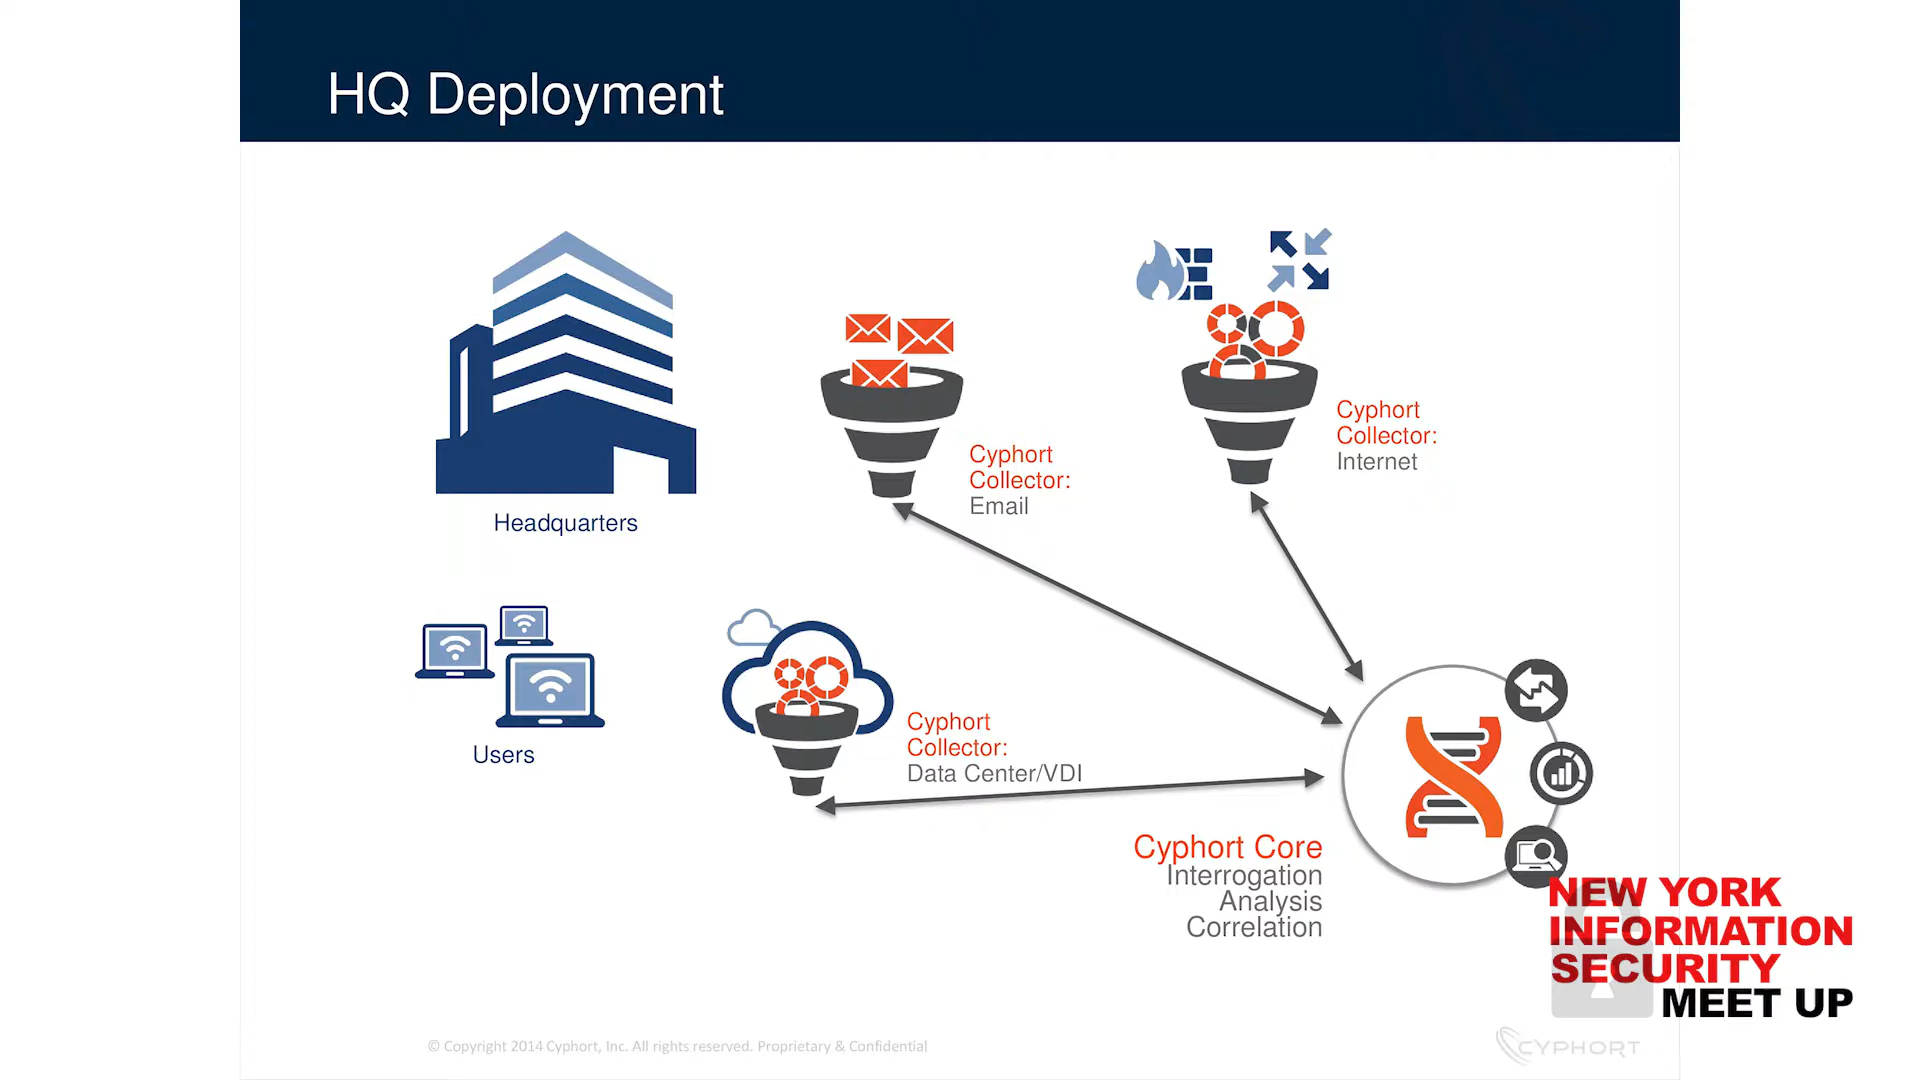 HQ Deployment
Cyphort
Collector:
Email
Cyphort
Collector:
Internet
Headquarters
Users
Cyphort
Collector:
Data Center/VDI
Cyphort Core
Interrogation
Analysis
Correlation
NEW YORK
INFORMATION
SECURITY
MEET UP
© Copyright 2014 Cyphort, Inc. All rights reserved. Proprietary & Confidential
CYPHORT